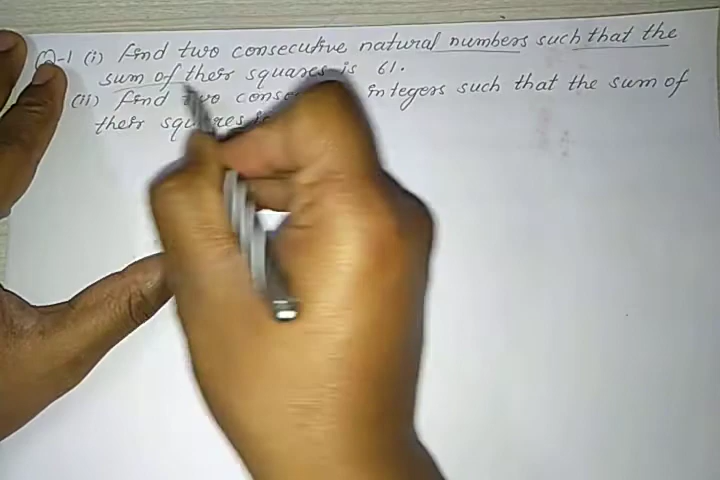 Q-1 (i) Find two consecutive natural numbers such that the
sum of their squares is 61.
(ii) Find two integers such that the sum of
their squares